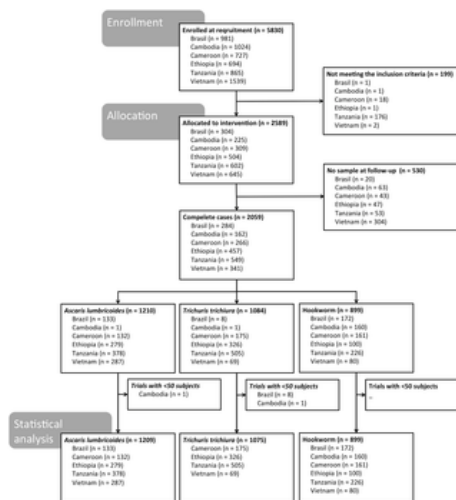 Enrollment
Enrolled at reqruitment (n = 5830)
Brasil (n = 981)
Cambodia (n = 1024)
Cameroon (n = 727)
Ethiopia (n = 694)
Tanzania (n = 865)
Vietnam (n = 1539)
Not meeting the inclusion criteria (n = 199)
Brasil (n = 1)
Cambodia (n = 1)
Cameroon (n = 18)
Ethiopia (n = 1)
Tanzania (n = 176)
Vietnam (n = 2)
Allocation
Allocated to intervention (n = 2589)
Brasil (n = 304)
Cambodia (n = 225)
Cameroon (n = 309)
Ethiopia (n = 504)
Tanzania (n = 602)
Vietnam (n = 645)
No sample at follow-up (n = 530)
Brasil (n = 20)
Cambodia (n = 63)
Cameroon (n = 43)
Ethiopia (n = 47)
Tanzania (n = 53)
Vietnam (n = 304)
Compelete cases (n = 2059)
Brasil (n = 284)
Cambodia (n = 162)
Cameroon (n = 266)
Ethiopia (n = 457)
Tanzania (n = 549)
Vietnam (n = 341)
Ascaris lumbricoides (n = 1210)
Brazil (n = 133)
Cambodia (n = 1)
Cameroon (n = 132)
Ethiopia (n = 279)
Tanzania (n = 378)
Vietnam (n = 287)
Trichuris trichiura (n = 1084)
Brazil (n = 8)
Cambodia (n = 1)
Cameroon (n = 175)
Ethiopia (n = 326)
Tanzania (n = 505)
Vietnam (n = 69)
Hookworm (n = 899)
Brazil (n = 172)
Cambodia (n = 160)
Cameroon (n = 161)
Ethiopia (n = 100)
Tanzania (n = 226)
Vietnam (n = 80)
Trials with <50 subjects
Cambodia (n = 1)
Trials with <50 subjects
Brazil (n = 8)
Cambodia (n = 1)
Trials with <50 subjects
Statistical
analysis
Ascaris lumbricoides (n = 1209)
Brazil (n = 133)
Cameroon (n = 132)
Ethiopia (n = 279)
Tanzania (n = 378)
Vietnam (n = 287)
Trichuris trichiura (n = 1075)
Cameroon (n = 175)
Ethiopia (n = 326)
Tanzania (n = 505)
Vietnam (n = 69)
Hookworm (n = 899)
Brazil (n = 172)
Cambodia (n = 160)
Cameroon (n = 161)
Ethiopia (n = 100)
Tanzania (n = 226)
Vietnam (n = 80)